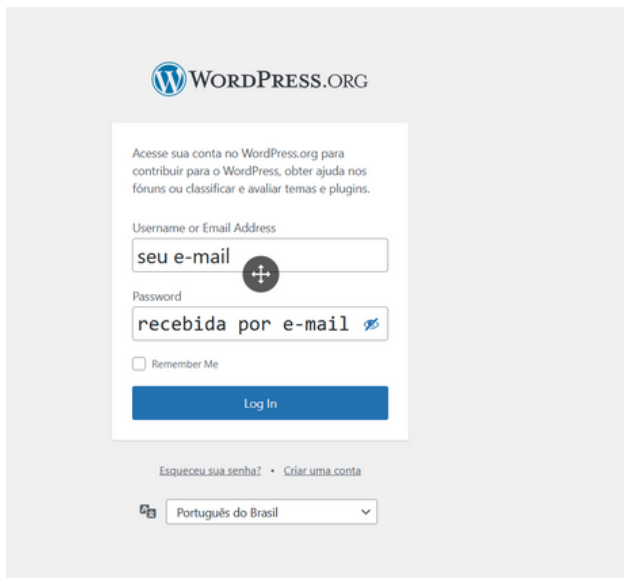 WORDPRESS.ORG
Acesse sua conta no WordPress.org para
contribuir para o WordPress, obter ajuda nos
fóruns ou classificar e avaliar temas e plugins.
Username or Email Address
seu e-mail
Password
recebida por e-mail
Remember Me
Log In
Esqueceu sua senha? • Criar uma conta
Português do Brasil